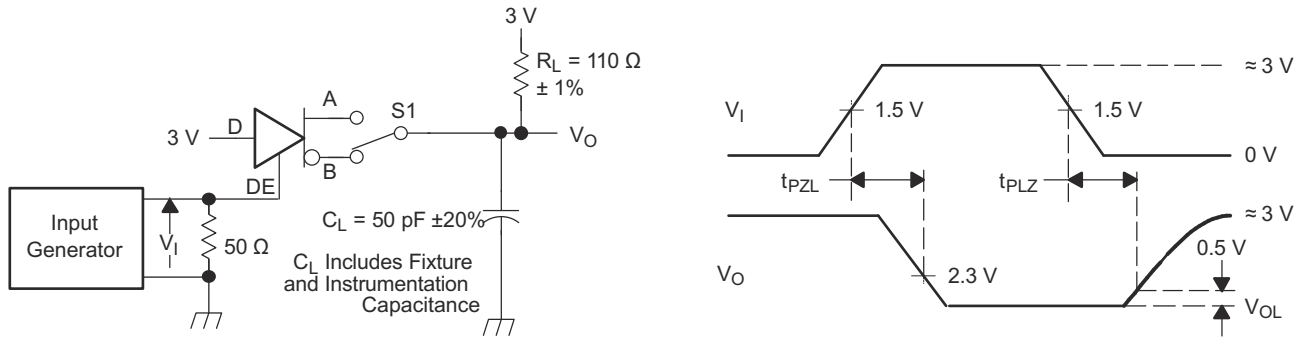 3 V
R_L = 110 Ω
± 1%
A
S1
3 V
D
V_O
B
DE
Input
Generator
V_I
50 Ω
C_L = 50 pF ±20%
C_L Includes Fixture
and Instrumentation
Capacitance
≈ 3 V
V_I
1.5 V
1.5 V
0 V
t_PZL
t_PLZ
≈ 3 V
0.5 V
V_O
2.3 V
V_OL